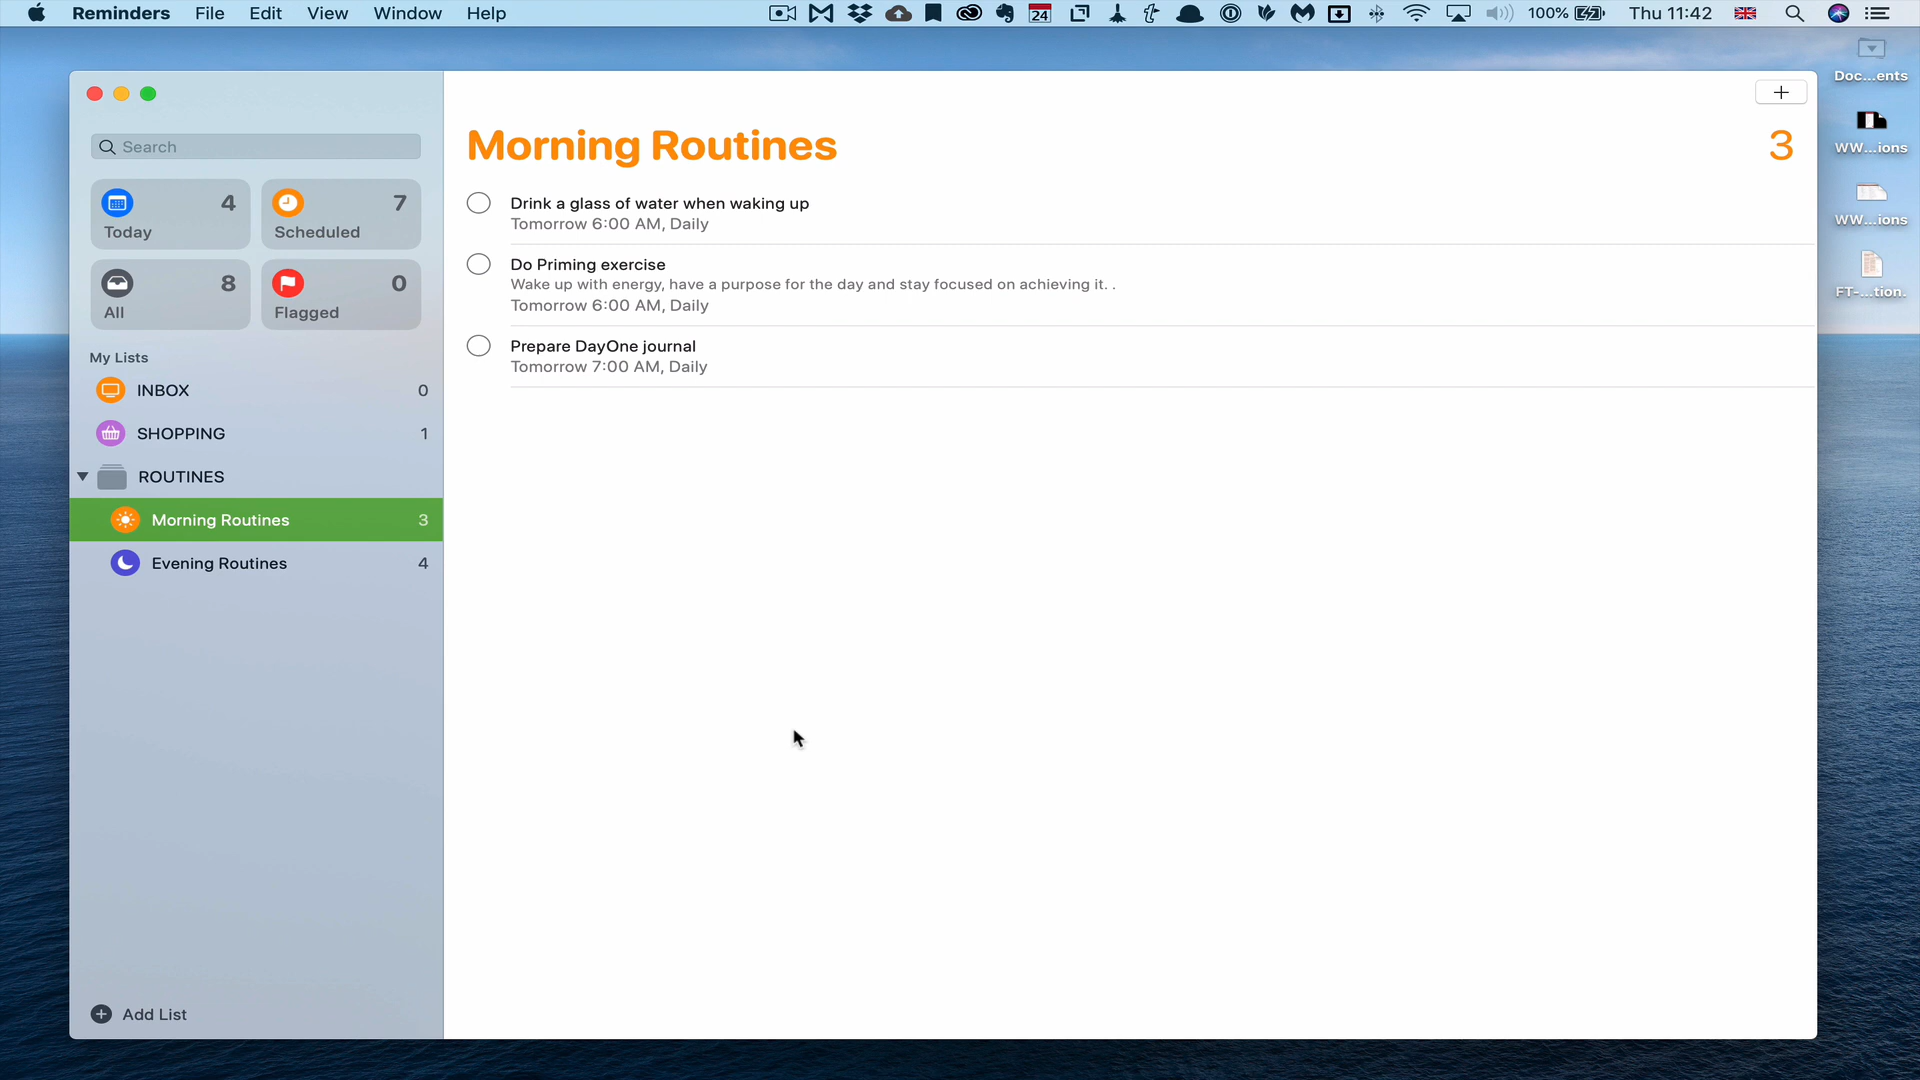 Reminders File Edit View Window Help 24 100% Thu 11:42
Doc...ents
WW...ions
WW...ions
FT-...tion.
Search
4
Today
7
Scheduled
8
All
0
Flagged
My Lists
INBOX 0
SHOPPING 1
ROUTINES
Morning Routines 3
Evening Routines 4
Add List
Morning Routines 3
Drink a glass of water when waking up
Tomorrow 6:00 AM, Daily
Do Priming exercise
Wake up with energy, have a purpose for the day and stay focused on achieving it. .
Tomorrow 6:00 AM, Daily
Prepare DayOne journal
Tomorrow 7:00 AM, Daily